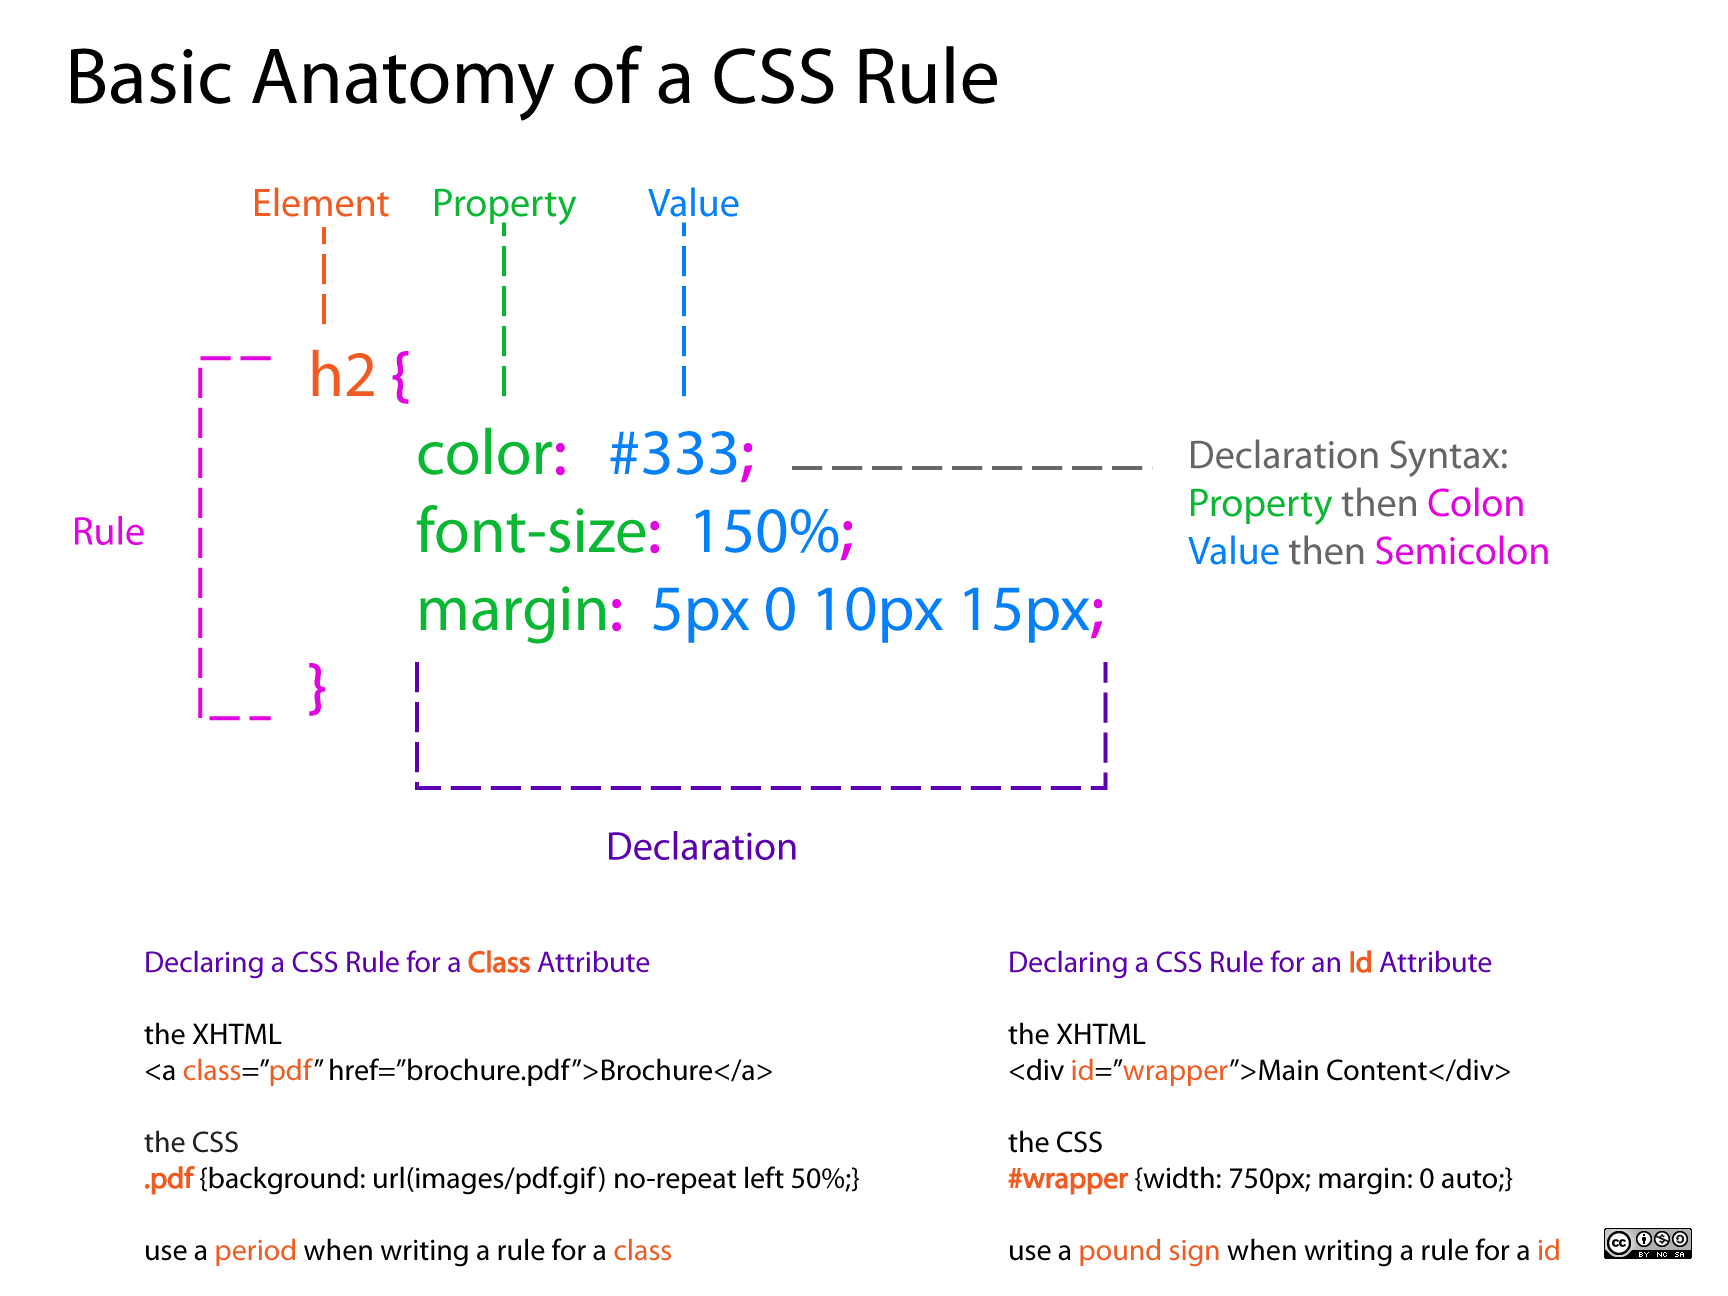 Basic Anatomy of a CSS Rule
Element Property Value
h2 {
color: #333;
font-size: 150%;
margin: 5px 0 10px 15px;
}
Rule
Declaration Syntax:
Property then Colon
Value then Semicolon
Declaration
Declaring a CSS Rule for a Class Attribute
the XHTML
<a class=”pdf” href=”brochure.pdf”>Brochure</a>
the CSS
.pdf {background: url(images/pdf.gif) no-repeat left 50%;}
use a period when writing a rule for a class
Declaring a CSS Rule for an Id Attribute
the XHTML
<div id=”wrapper”>Main Content</div>
the CSS
#wrapper {width: 750px; margin: 0 auto;}
use a pound sign when writing a rule for a id
cc
BY NC SA